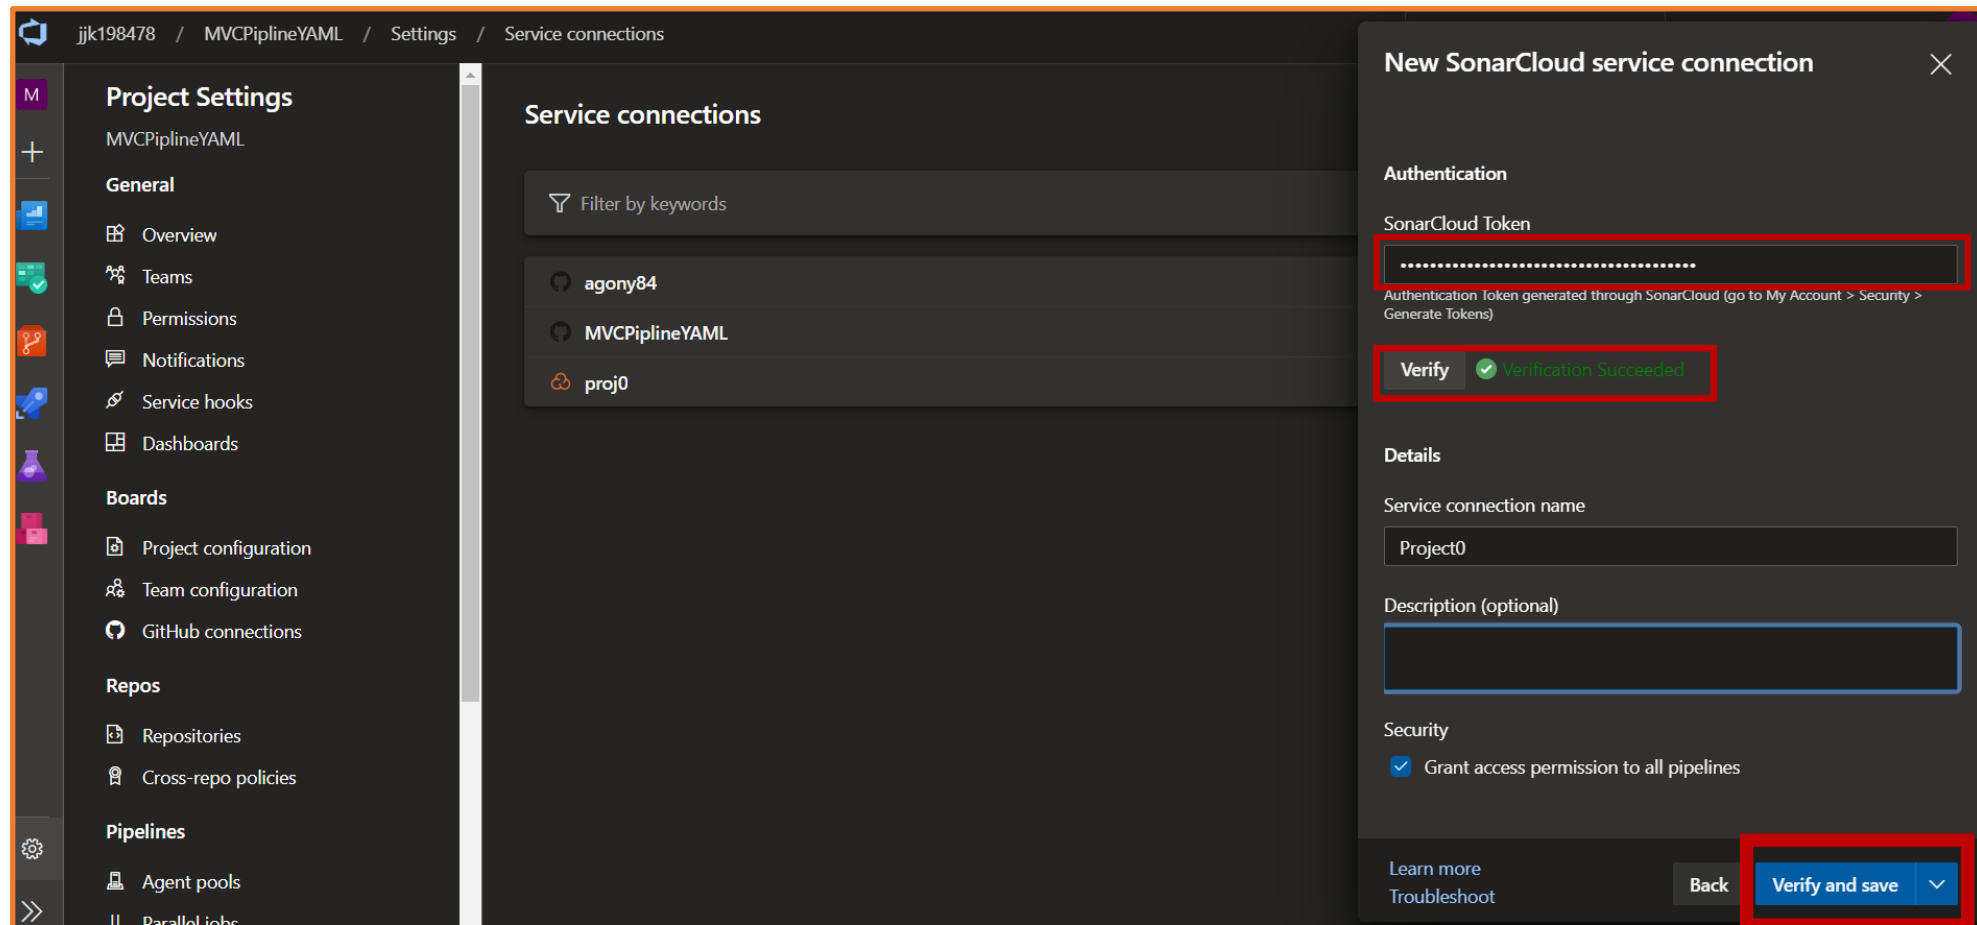 jjk198478 / MVCPiplineYAML / Settings / Service connections
M
Project Settings
MVCPiplineYAML
General
Overview
Teams
Permissions
Notifications
Service hooks
Dashboards
Boards
Project configuration
Team configuration
GitHub connections
Repos
Repositories
Cross-repo policies
Pipelines
Agent pools
Parallel jobs
Service connections
Filter by keywords
agony84
MVCPiplineYAML
proj0
New SonarCloud service connection
Authentication
SonarCloud Token
••••••••••••••••••••••••••••••••••••••••
Authentication Token generated through SonarCloud (go to My Account > Security >
Generate Tokens)
Verify Verification Succeeded
Details
Service connection name
Project0
Description (optional)
Security
Grant access permission to all pipelines
Learn more
Troubleshoot
Back
Verify and save